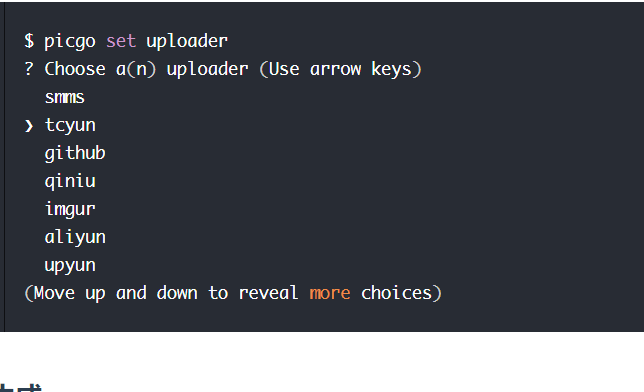 $ picgo set uploader
? Choose a(n) uploader (Use arrow keys)
smms
❯ tcyun
github
qiniu
imgur
aliyun
upyun
(Move up and down to reveal more choices)